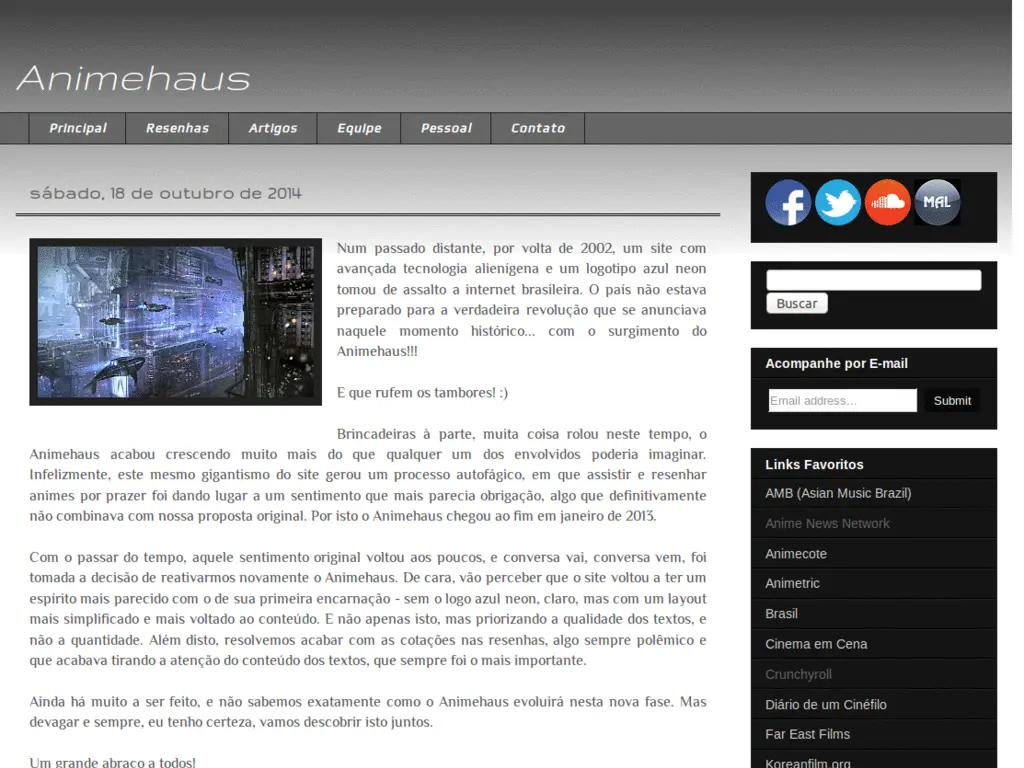 Animehaus
Principal
Resenhas
Artigos
Equipe
Pessoal
Contato
sábado, 18 de outubro de 2014
Num passado distante, por volta de 2002, um site com
avançada tecnologia alienígena e um logotipo azul neon
tomou de assalto a internet brasileira. O país não estava
preparado para a verdadeira revolução que se anunciava
naquele momento histórico... com o surgimento do
Animehaus!!!
E que rufem os tambores! :)
Brincadeiras à parte, muita coisa rolou neste tempo, o
Animehaus acabou crescendo muito mais do que qualquer um dos envolvidos poderia imaginar.
Infelizmente, este mesmo gigantismo do site gerou um processo autofágico, em que assistir e resenhar
animes por prazer foi dando lugar a um sentimento que mais parecia obrigação, algo que definitivamente
não combinava com nossa proposta original. Por isto o Animehaus chegou ao fim em janeiro de 2013.
Com o passar do tempo, aquele sentimento original voltou aos poucos, e conversa vai, conversa vem, foi
tomada a decisão de reativarmos novamente o Animehaus. De cara, vão perceber que o site voltou a ter um
espírito mais parecido com o de sua primeira encarnação - sem o logo azul neon, claro, mas com um layout
mais simplificado e mais voltado ao conteúdo. E não apenas isto, mas priorizando a qualidade dos textos, e
não a quantidade. Além disto, resolvemos acabar com as cotações nas resenhas, algo sempre polêmico e
que acabava tirando a atenção do conteúdo dos textos, que sempre foi o mais importante.
Ainda há muito a ser feito, e não sabemos exatamente como o Animehaus evoluirá nesta nova fase. Mas
devagar e sempre, eu tenho certeza, vamos descobrir isto juntos.
Um grande abraço a todos!
MAL
Buscar
Acompanhe por E-mail
Email address...
Submit
Links Favoritos
AMB (Asian Music Brazil)
Anime News Network
Animecote
Animetric
Brasil
Cinema em Cena
Crunchyroll
Diário de um Cinéfilo
Far East Films
Koreanfilm.org